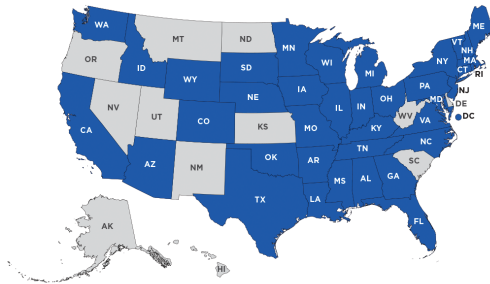 WA
MT
ND
MN
ME
VT
NH
OR
ID
WY
SD
WI
MI
NY
MA
CT
RI
NV
UT
CO
NE
IA
IL
IN
OH
PA
NJ
MD
DE
DC
CA
KS
MO
KY
WV
VA
AZ
NM
OK
AR
TN
NC
SC
TX
LA
MS
AL
GA
FL
AK
HI